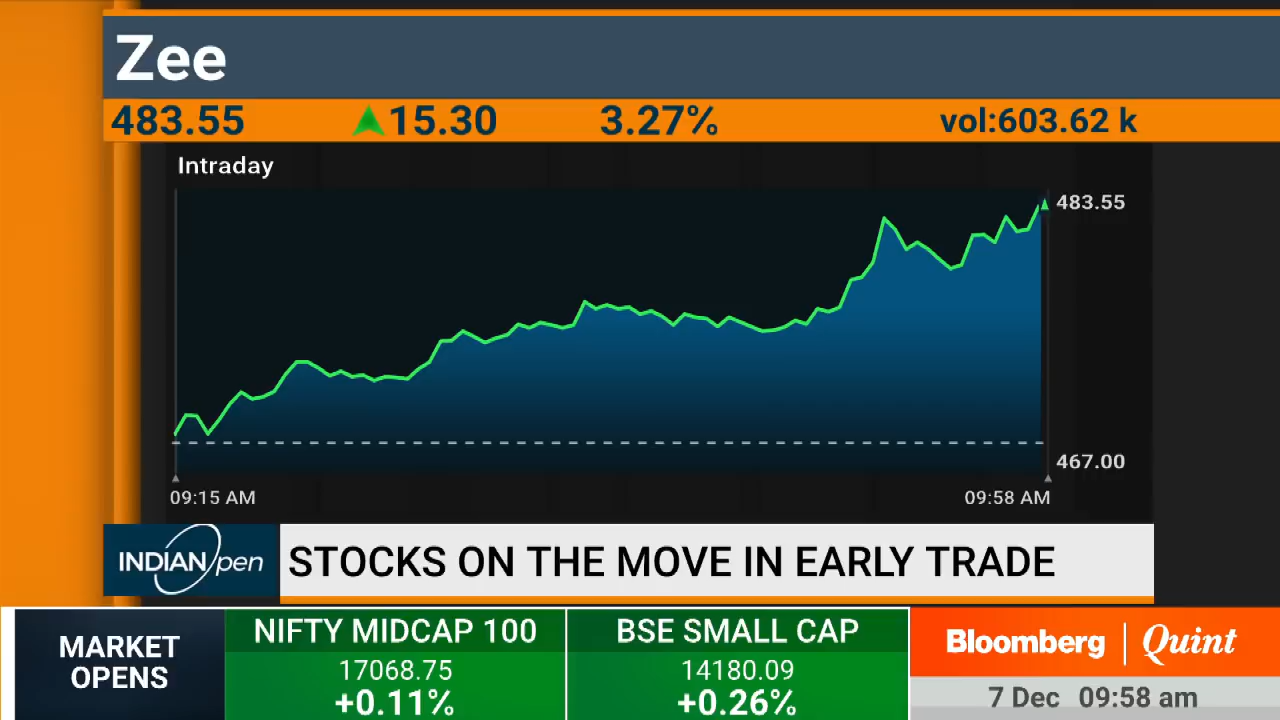 Zee
483.55 15.30 3.27% vol:603.62 k
Intraday
483.55
467.00
09:15 AM 09:58 AM
INDIAN Open STOCKS ON THE MOVE IN EARLY TRADE
MARKET
OPENS
NIFTY MIDCAP 100
17068.75
+0.11%
BSE SMALL CAP
14180.09
+0.26%
Bloomberg | Quint
7 Dec 09:58 am